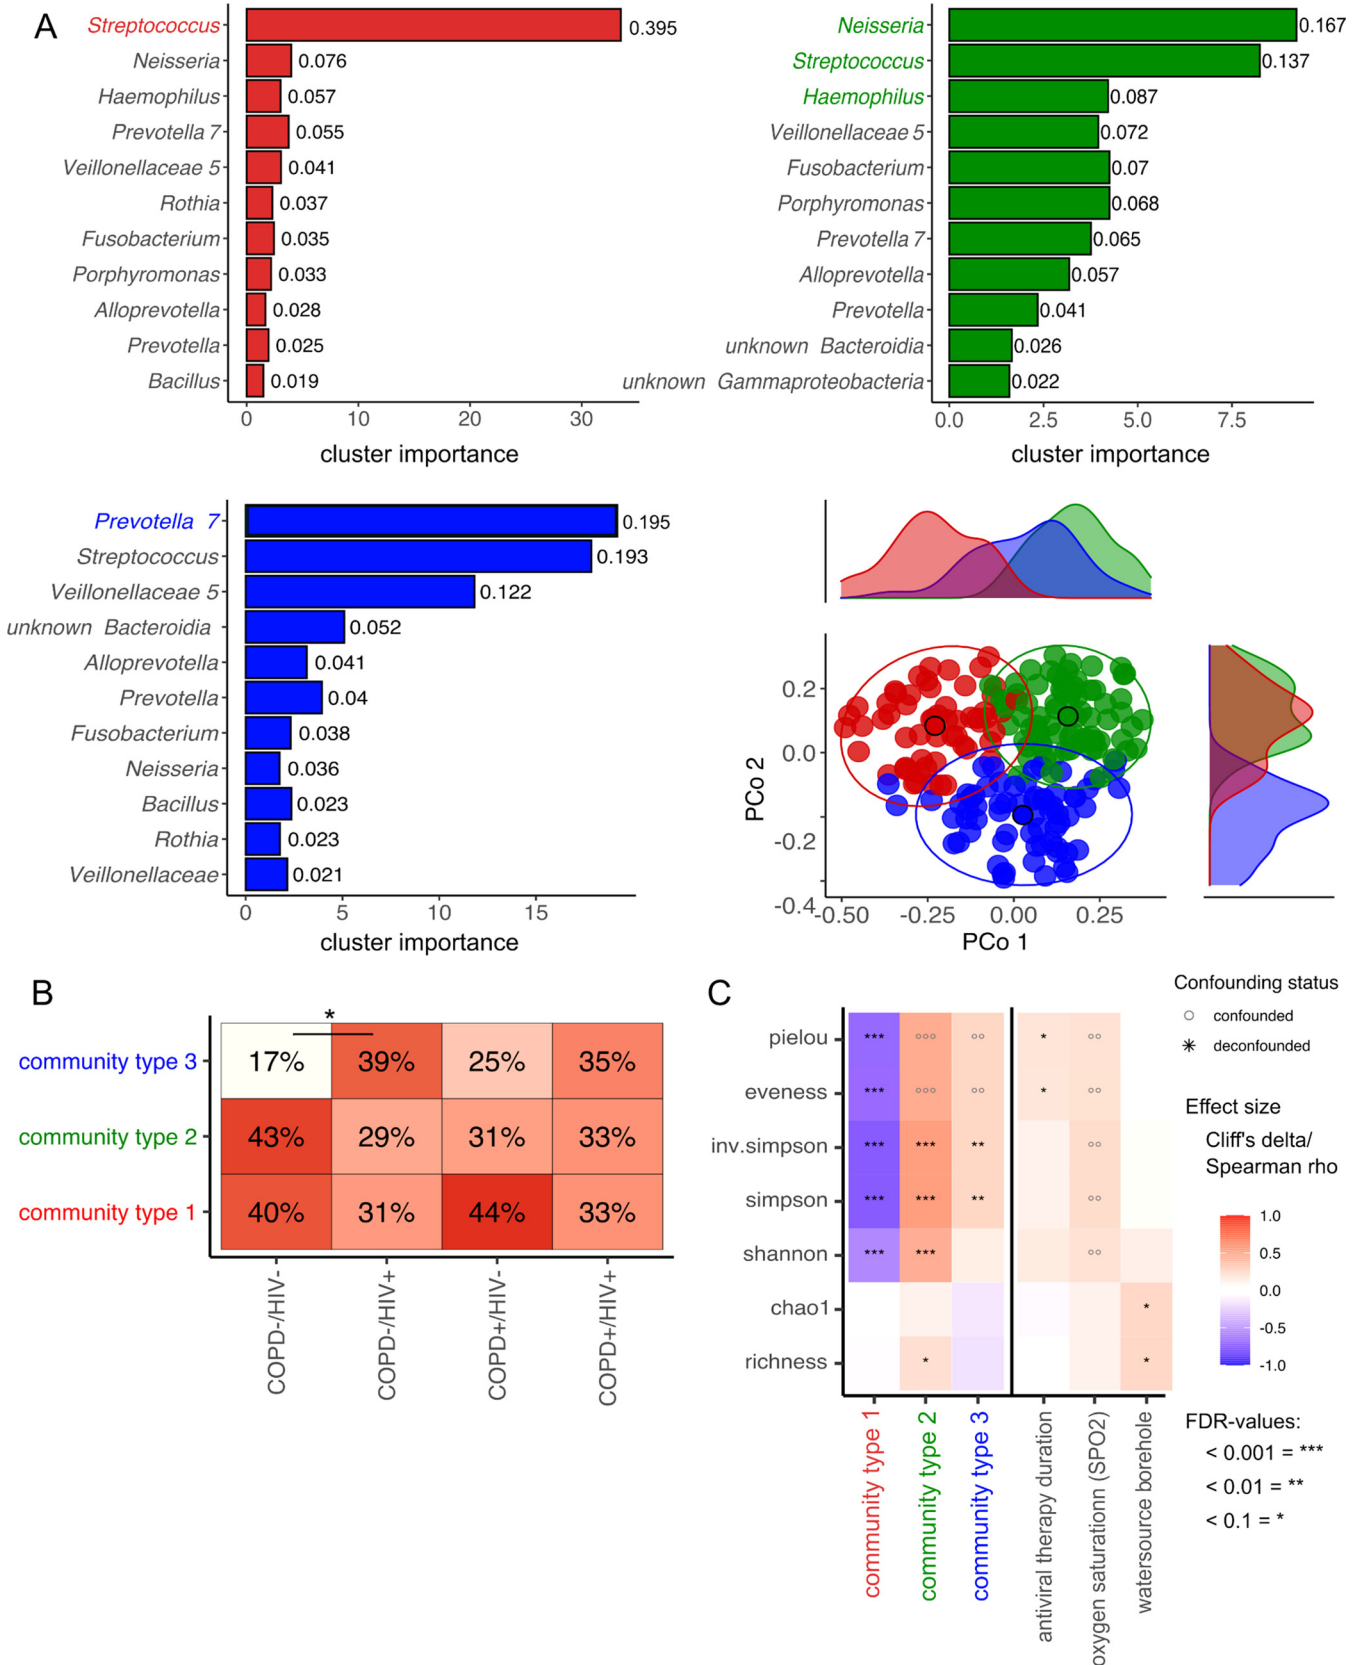 A
Streptococcus 0.395
Neisseria 0.076
Haemophilus 0.057
Prevotella 7 0.055
Veillonellaceae 5 0.041
Rothia 0.037
Fusobacterium 0.035
Porphyromonas 0.033
Alloprevotella 0.028
Prevotella 0.025
Bacillus 0.019
0 10 20 30
cluster importance
Neisseria 0.167
Streptococcus 0.137
Haemophilus 0.087
Veillonellaceae 5 0.072
Fusobacterium 0.07
Porphyromonas 0.068
Prevotella 7 0.065
Alloprevotella 0.057
Prevotella 0.041
unknown Bacteroidia 0.026
unknown Gammaproteobacteria 0.022
0.0 2.5 5.0 7.5
cluster importance
Prevotella 7 0.195
Streptococcus 0.193
Veillonellaceae 5 0.122
unknown Bacteroidia 0.052
Alloprevotella 0.041
Prevotella 0.04
Fusobacterium 0.038
Neisseria 0.036
Bacillus 0.023
Rothia 0.023
Veillonellaceae 0.021
0 5 10 15
cluster importance
PCo 2
0.2
0.0
-0.2
-0.4
-0.50 -0.25 0.00 0.25
PCo 1
B
*
community type 3 17% 39% 25% 35%
community type 2 43% 29% 31% 33%
community type 1 40% 31% 44% 33%
COPD-/HIV-
COPD-/HIV+
COPD+/HIV-
COPD+/HIV+
C
pielou *** ○○○ ○○ * ○○
eveness *** ○○○ ○○ * ○○
inv.simpson *** *** ** ○○
simpson *** *** ** ○○
shannon *** *** ○○
chao1 *
richness * *
community type 1
community type 2
community type 3
antiviral therapy duration
oxygen saturationn (SPO2)
watersource borehole
Confounding status
○ confounded
* deconfounded
Effect size
Cliff's delta/
Spearman rho
1.0
0.5
0.0
-0.5
-1.0
FDR-values:
< 0.001 = ***
< 0.01 = **
< 0.1 = *